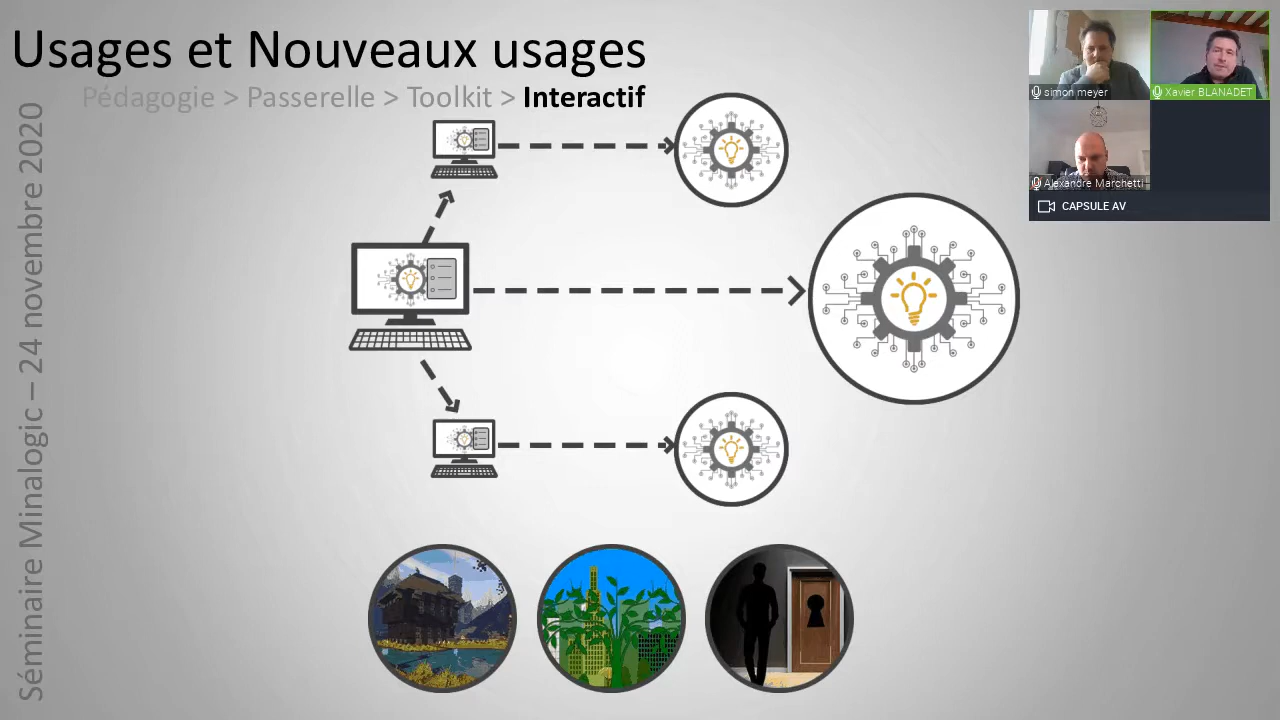 Usages et Nouveaux usages
Pédagogie > Passerelle > Toolkit > Interactif
Séminaire Minalogic – 24 novembre 2020
simon meyer
Xavier BLANADET
Alexandre Marchetti
CAPSULE AV